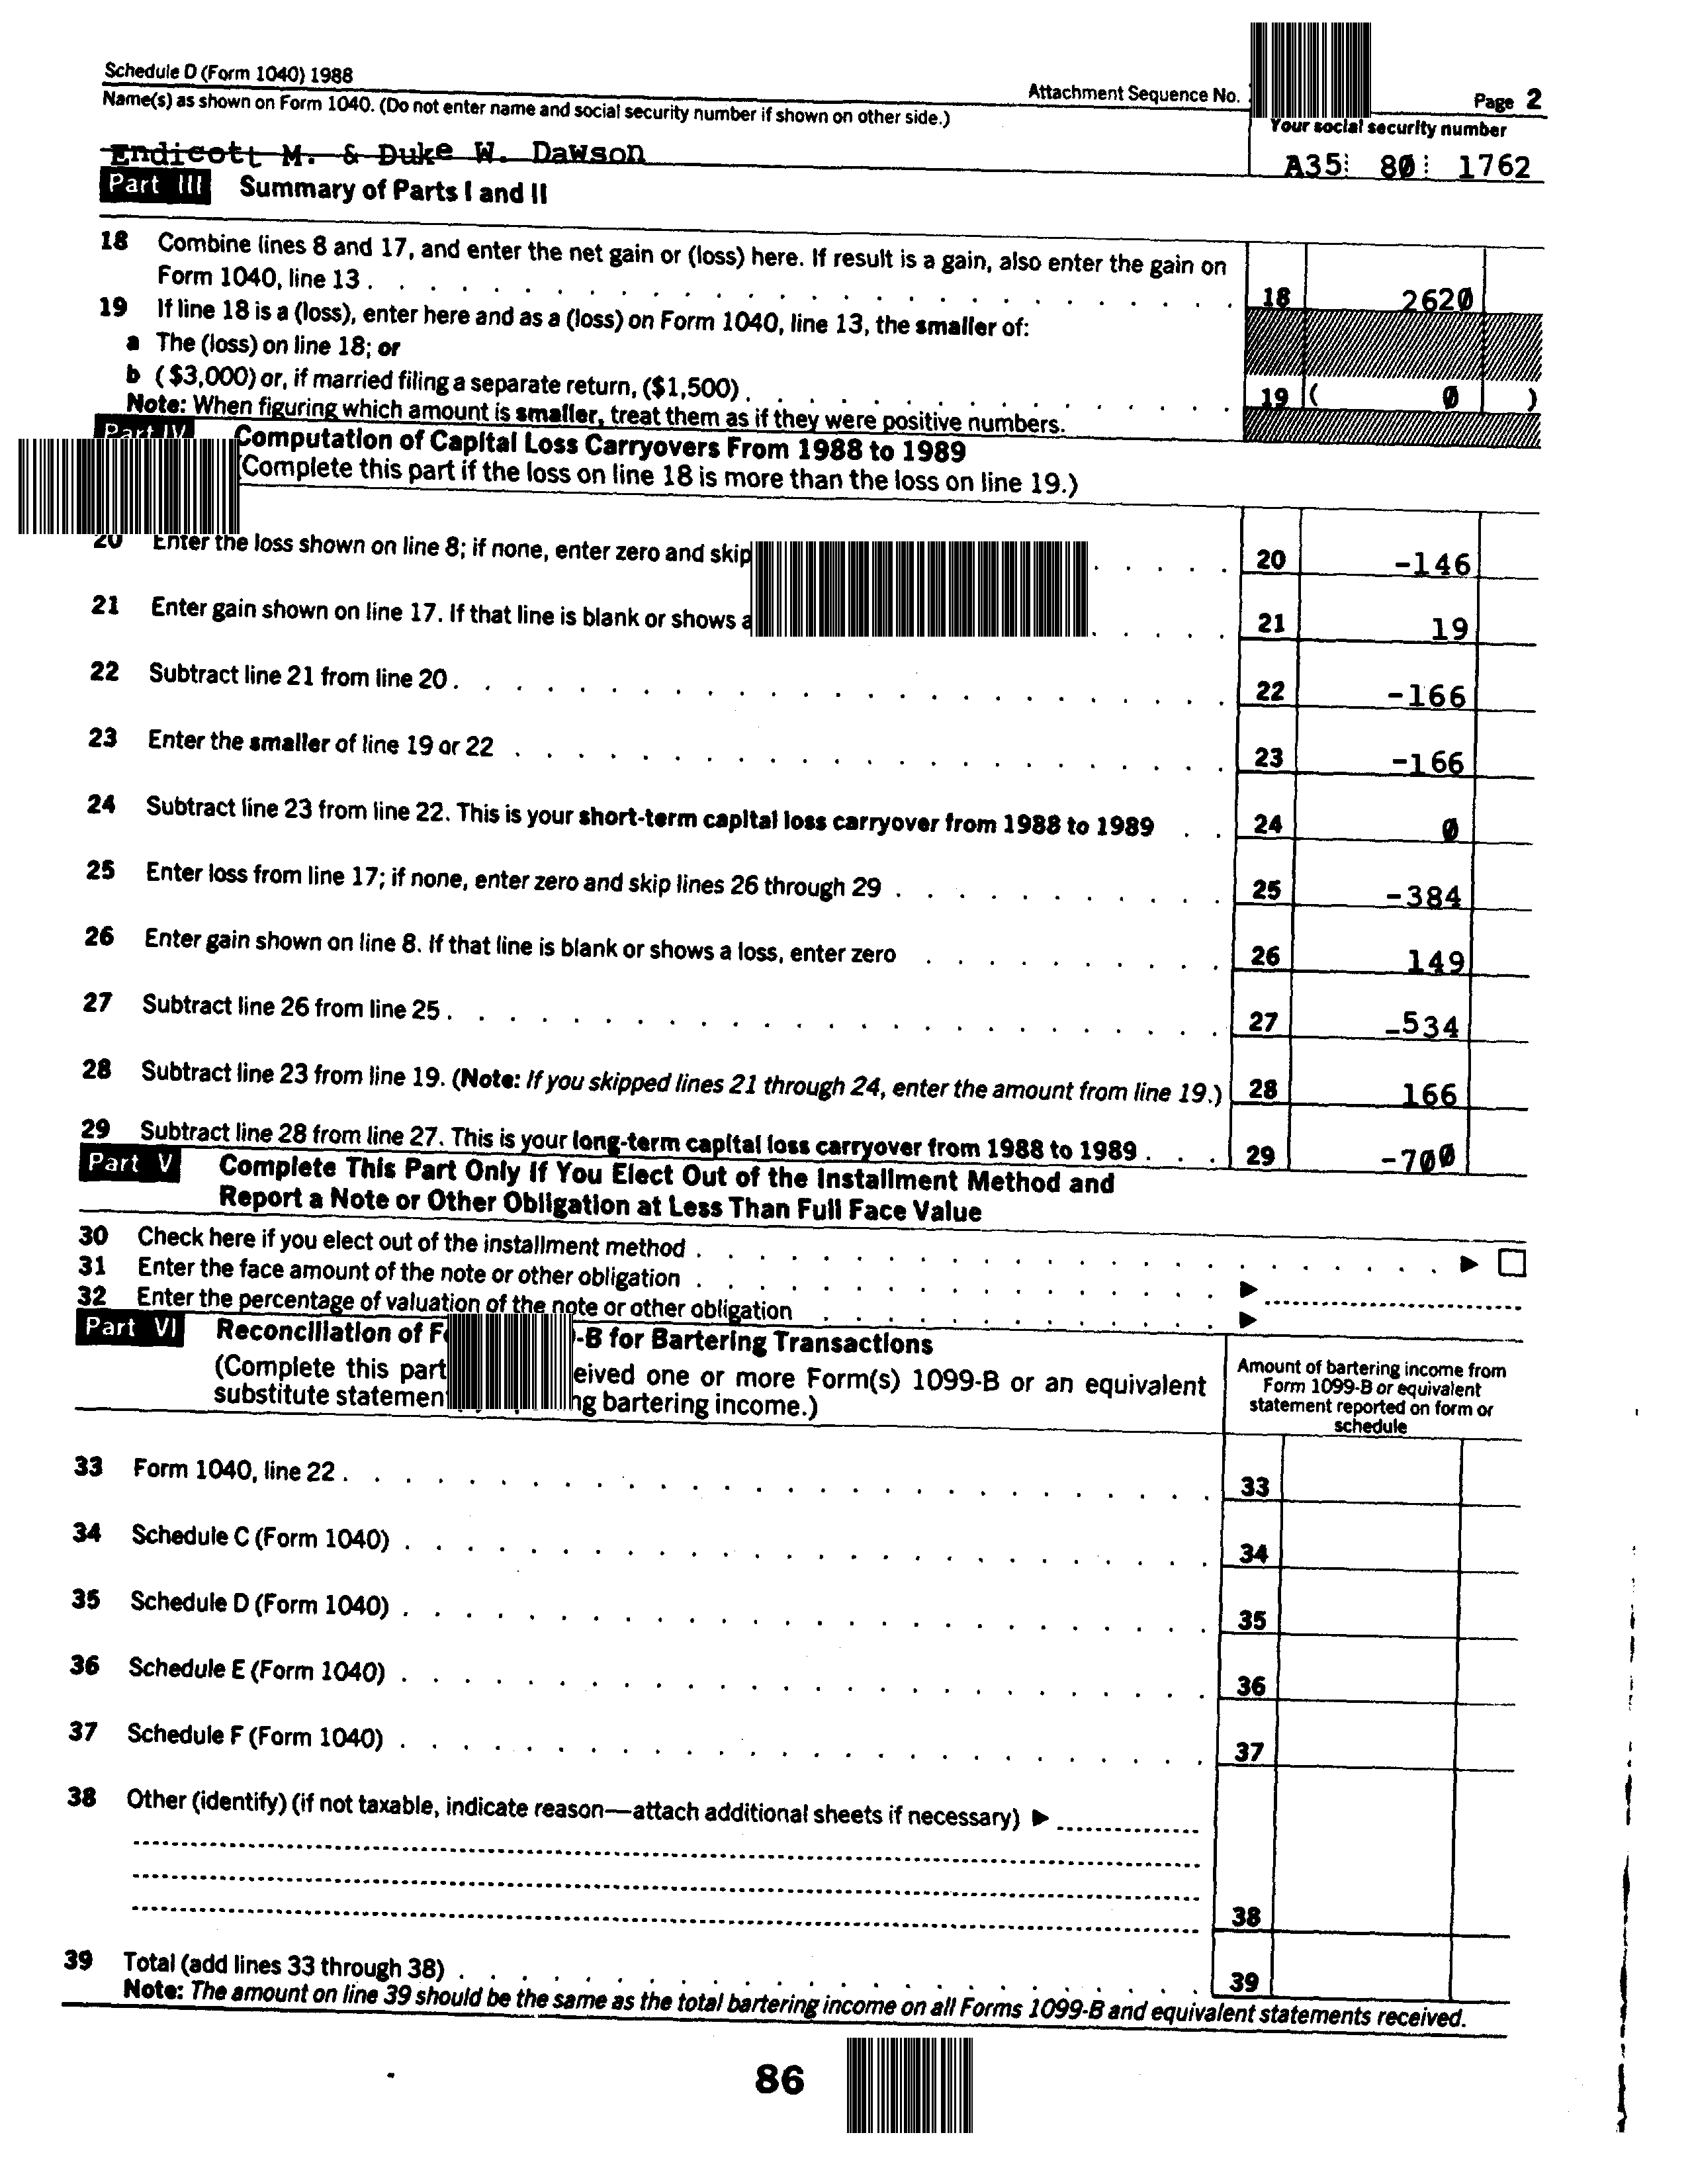 Schedule D (Form 1040) 1988
Attachment Sequence No.
Page 2
Name(s) as shown on Form 1040. (Do not enter name and social security number if shown on other side.)
Your social security number
Endicott M. & Duke W. Dawson
A35 80 1762
Part III Summary of Parts I and II
18 Combine lines 8 and 17, and enter the net gain or (loss) here. If result is a gain, also enter the gain on
Form 1040, line 13 . . . . . . . . . . . . . . . . . . . . . . . . . . . . 18 2620
19 If line 18 is a (loss), enter here and as a (loss) on Form 1040, line 13, the smaller of:
a The (loss) on line 18; or
b ($3,000) or, if married filing a separate return, ($1,500) . . . . . . . . . . . . . . . . 19 ( 0 )
Note: When figuring which amount is smaller, treat them as if they were positive numbers.
Part IV Computation of Capital Loss Carryovers From 1988 to 1989
(Complete this part if the loss on line 18 is more than the loss on line 19.)
20 Enter the loss shown on line 8; if none, enter zero and skip . . . . . 20 -146
21 Enter gain shown on line 17. If that line is blank or shows a . . . . . 21 19
22 Subtract line 21 from line 20 . . . . . . . . . . . . . . . . . . . . . . . . . 22 -166
23 Enter the smaller of line 19 or 22 . . . . . . . . . . . . . . . . . . . . . . . 23 -166
24 Subtract line 23 from line 22. This is your short-term capital loss carryover from 1988 to 1989 . . 24 0
25 Enter loss from line 17; if none, enter zero and skip lines 26 through 29 . . . . . . . . . . . 25 -384
26 Enter gain shown on line 8. If that line is blank or shows a loss, enter zero . . . . . . . . . . 26 149
27 Subtract line 26 from line 25 . . . . . . . . . . . . . . . . . . . . . . . . . 27 -534
28 Subtract line 23 from line 19. (Note: If you skipped lines 21 through 24, enter the amount from line 19.) 28 166
29 Subtract line 28 from line 27. This is your long-term capital loss carryover from 1988 to 1989 . . . 29 -700
Part V Complete This Part Only If You Elect Out of the Installment Method and
Report a Note or Other Obligation at Less Than Full Face Value
30 Check here if you elect out of the installment method . . . . . . . . . . . . . . . . . . . . . . . . ▶ ☐
31 Enter the face amount of the note or other obligation . . . . . . . . . . . . . . . . . ▶
32 Enter the percentage of valuation of the note or other obligation . . . . . . . . . . . . . ▶
Part VI Reconciliation of -B for Bartering Transactions
(Complete this part eived one or more Form(s) 1099-B or an equivalent
substitute statemen ng bartering income.)
Amount of bartering income from
Form 1099-B or equivalent
statement reported on form or
schedule
33 Form 1040, line 22 . . . . . . . . . . . . . . . . . . . . . . . . . . . . 33
34 Schedule C (Form 1040) . . . . . . . . . . . . . . . . . . . . . . . . . . 34
35 Schedule D (Form 1040) . . . . . . . . . . . . . . . . . . . . . . . . . . 35
36 Schedule E (Form 1040) . . . . . . . . . . . . . . . . . . . . . . . . . . 36
37 Schedule F (Form 1040) . . . . . . . . . . . . . . . . . . . . . . . . . . 37
38 Other (identify) (if not taxable, indicate reason—attach additional sheets if necessary) ▶
38
39 Total (add lines 33 through 38) . . . . . . . . . . . . . . . . . . . . . . . . 39
Note: The amount on line 39 should be the same as the total bartering income on all Forms 1099-B and equivalent statements received.
86